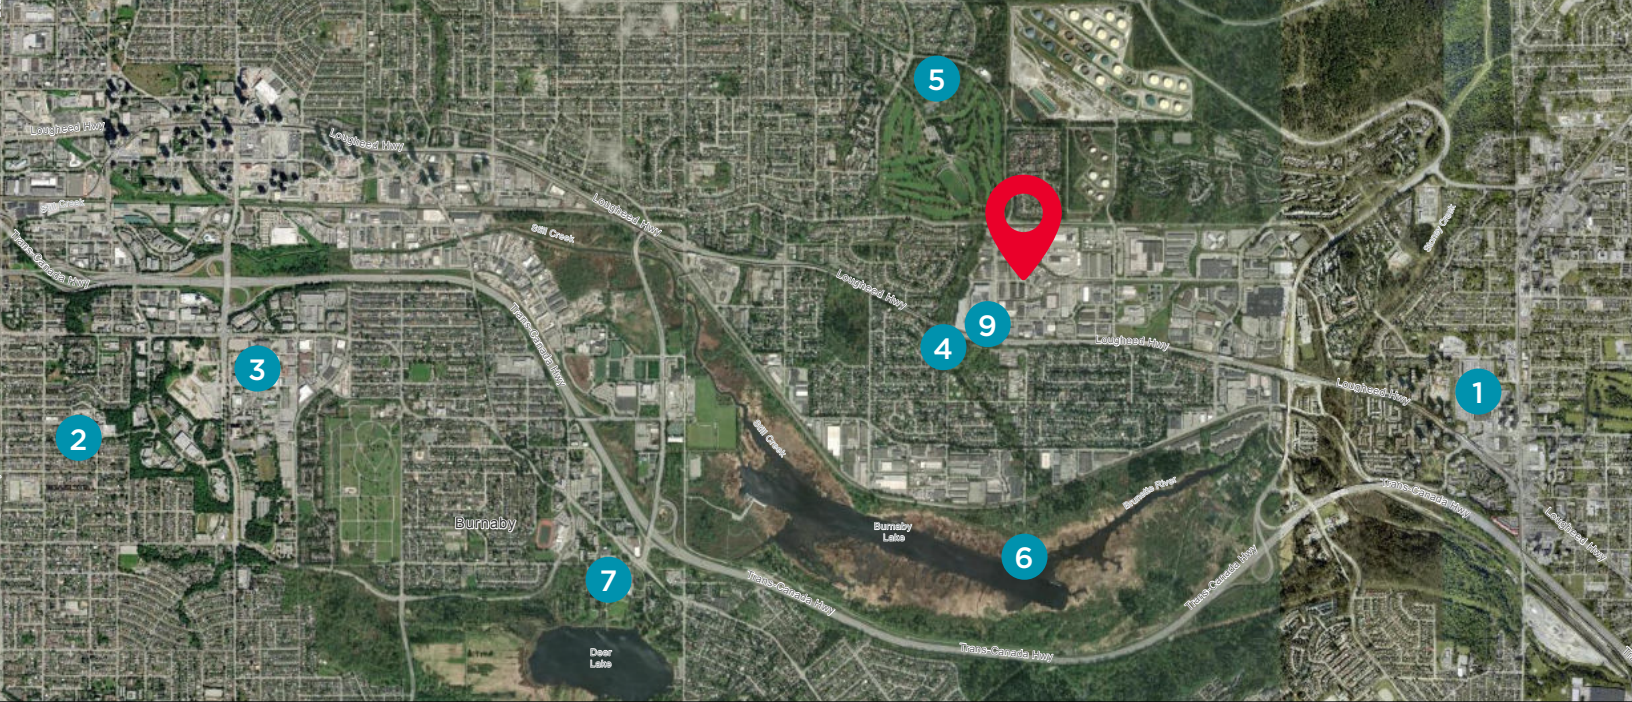 5
Lougheed Hwy
Lougheed Hwy
Still Creek
Lougheed Hwy
Still Creek
Trans-Canada Hwy
Lougheed Hwy
Stoney Creek
Trans-Canada Hwy
9
4
Lougheed Hwy
3
Lougheed Hwy
1
2
Still Creek
Burnaby
Burnaby
Lake
Brunette River
Trans-Canada Hwy
Lougheed Hwy
6
7
Trans-Canada Hwy
Trans-Canada Hwy
Trans-Canada Hwy
Deer
Lake